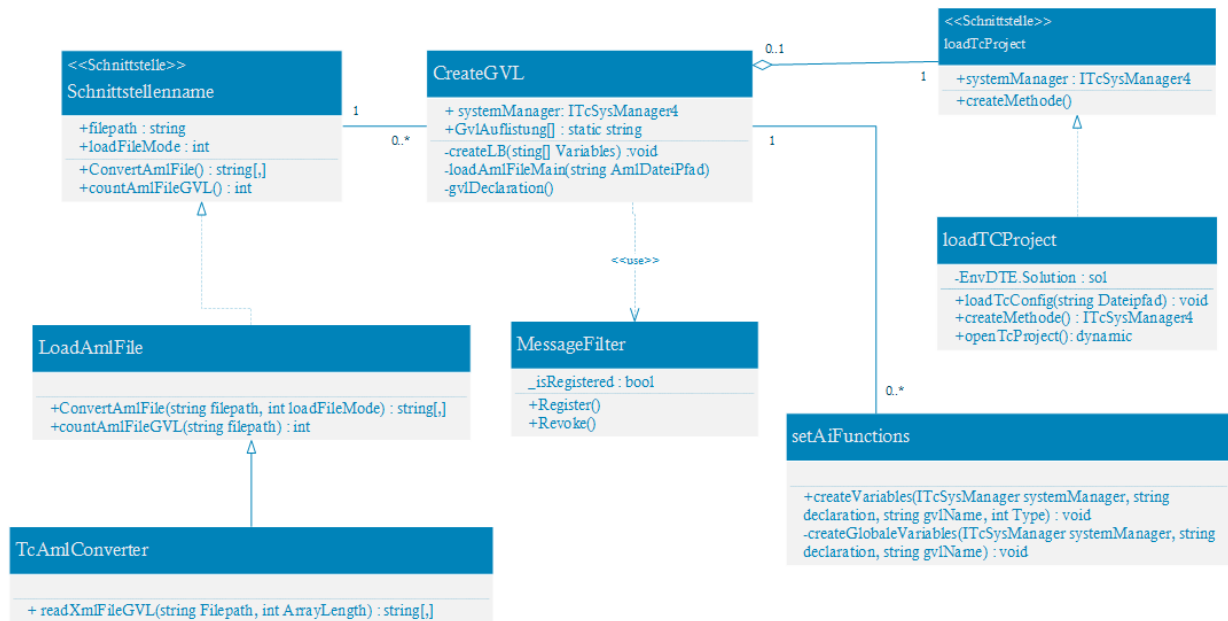 <<Schnittstelle>>
Schnittstellenname
+filepath : string
+loadFileMode : int
+ConvertAmlFile() : string[,]
+countAmlFileGVL() : int
1
0..*
CreateGVL
+ systemManager: ITcSysManager4
+GvlAuflistung[] : static string
-createLB(sting[] Variables) :void
-loadAmlFileMain(string AmlDateiPfad)
-gvlDeclaration()
0..1
1
1
0..*
<<Schnittstelle>>
loadTcProject
+systemManager : ITcSysManager4
+createMethode()
loadTCProject
-EnvDTE.Solution : sol
+loadTcConfig(string Dateipfad) : void
+createMethode() : ITcSysManager4
+openTcProject(): dynamic
<<use>>
LoadAmlFile
+ConvertAmlFile(string filepath, int loadFileMode) : string[,]
+countAmlFileGVL(string filepath) : int
MessageFilter
_isRegistered : bool
+Register()
+Revoke()
setAiFunctions
+createVariables(ITcSysManager systemManager, string
declaration, string gvlName, int Type) : void
-createGlobaleVariables(ITcSysManager systemManager, string
declaration, string gvlName) : void
TcAmlConverter
+ readXmlFileGVL(string Filepath, int ArrayLength) : string[,]